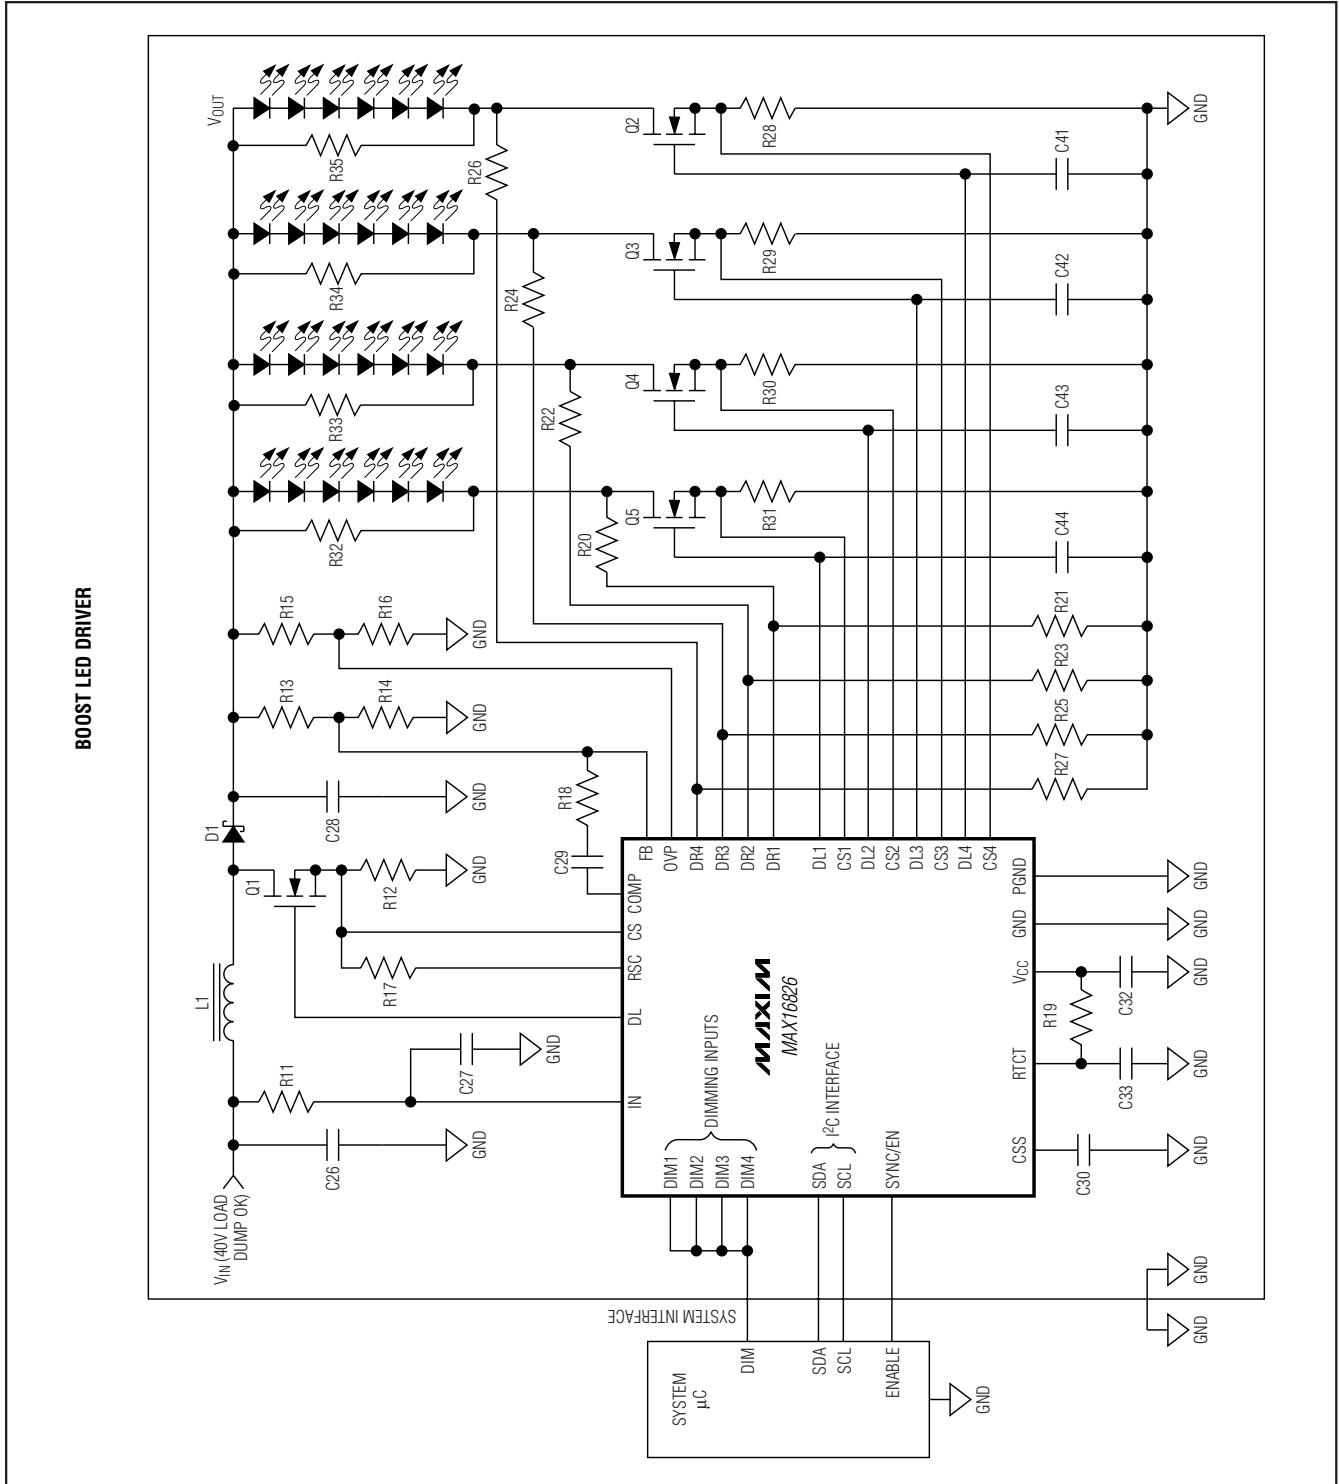 BOOST LED DRIVER
VIN (40V LOAD
DUMP OK)
L1
D1
VOUT
C26
GND
R11
C27
GND
Q1
R12
GND
R17
C28
GND
R13
R14
GND
R15
R16
GND
R32
R33
R34
R35
R18
C29
R20
R22
R24
R26
Q5
Q4
Q3
Q2
R31
R30
R29
R28
C44
C43
C42
C41
GND
R21
R23
R25
R27
IN
DL
RSC
CS
COMP
FB
OVP
DR4
DR3
DR2
DR1
DL1
CS1
DL2
CS2
DL3
CS3
DL4
CS4
DIM1
DIM2
DIM3
DIM4
DIMMING INPUTS
SDA
SCL
I2C INTERFACE
SYNC/EN
MAXIM
MAX16826
CSS
RTCT
VCC
GND
PGND
C30
GND
C33
GND
R19
C32
GND
GND
GND
SYSTEM INTERFACE
SYSTEM
μC
DIM
SDA
SCL
ENABLE
GND
GND
GND